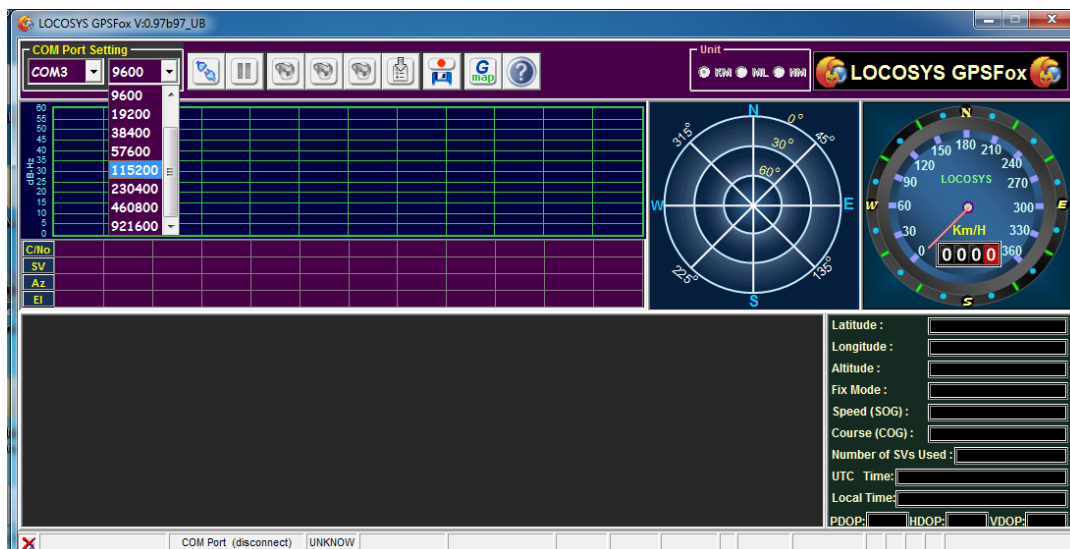 LOCOSYS GPSFox V:0.97b97_UB
COM Port Setting
COM3 9600
G
map
?
Unit
KM ML NM
LOCOSYS GPSFox
9600
19200
38400
57600
115200
230400
460800
921600
dB-Hz
60
55
50
45
40
35
30
25
20
15
10
5
0
C/No
SV
Az
El
N
0°
315°
45°
30°
60°
W
E
225°
135°
S
N
150 180 210
120 240
LOCOSYS
90 270
W 60 300 E
30 Km/H 330
0 0000 360
S
Latitude :
Longitude :
Altitude :
Fix Mode :
Speed (SOG) :
Course (COG) :
Number of SVs Used :
UTC Time:
Local Time:
PDOP: HDOP: VDOP:
COM Port (disconnect) UNKNOW